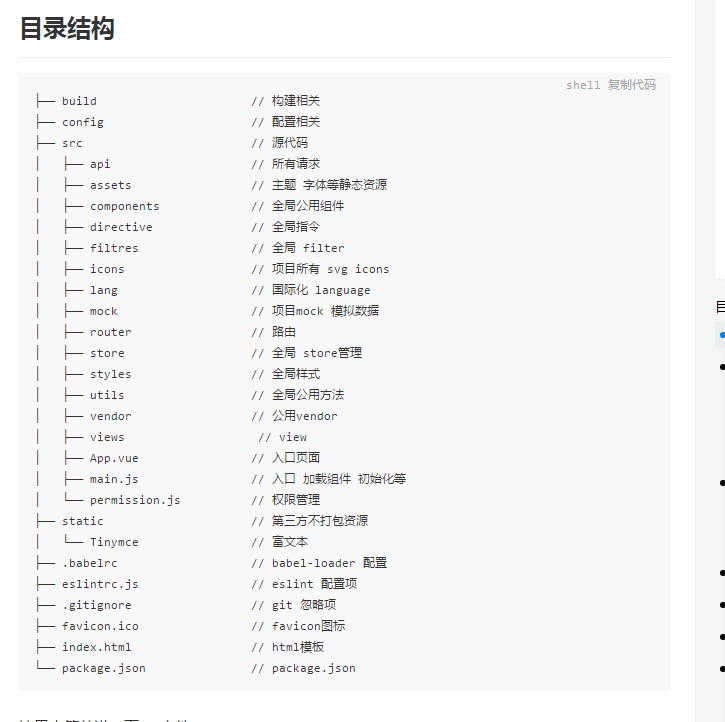 目录结构
shell 复制代码
├── build // 构建相关
├── config // 配置相关
├── src // 源代码
│ ├── api // 所有请求
│ ├── assets // 主题 字体等静态资源
│ ├── components // 全局公用组件
│ ├── directive // 全局指令
│ ├── filtres // 全局 filter
│ ├── icons // 项目所有 svg icons
│ ├── lang // 国际化 language
│ ├── mock // 项目mock 模拟数据
│ ├── router // 路由
│ ├── store // 全局 store管理
│ ├── styles // 全局样式
│ ├── utils // 全局公用方法
│ ├── vendor // 公用vendor
│ ├── views // view
│ ├── App.vue // 入口页面
│ ├── main.js // 入口 加载组件 初始化等
│ └── permission.js // 权限管理
├── static // 第三方不打包资源
│ └── Tinymce // 富文本
├── .babelrc // babel-loader 配置
├── eslintrc.js // eslint 配置项
├── .gitignore // git 忽略项
├── favicon.ico // favicon图标
├── index.html // html模板
└── package.json // package.json